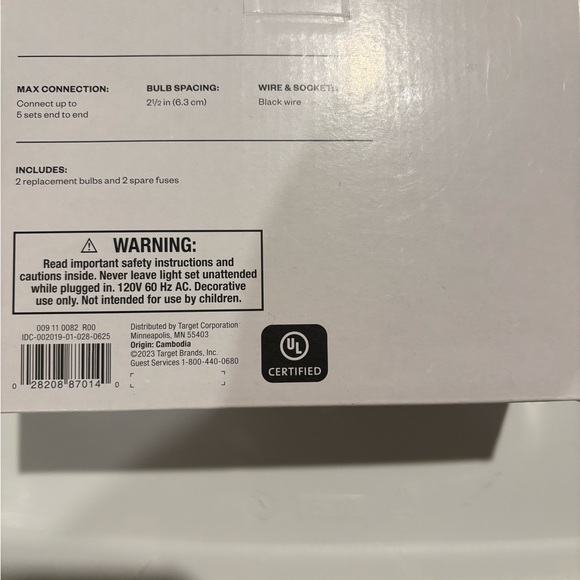 MAX CONNECTION:
Connect up to
5 sets end to end
BULB SPACING:
2½ in (6.3 cm)
WIRE & SOCKET:
Black wire
INCLUDES:
2 replacement bulbs and 2 spare fuses
⚠ WARNING:
Read important safety instructions and
cautions inside. Never leave light set unattended
while plugged in. 120V 60 Hz AC. Decorative
use only. Not intended for use by children.
009 11 0082 R00
IDC-002019-01-028-0625
0 28208 87014 0
Distributed by Target Corporation
Minneapolis, MN 55403
Origin: Cambodia
©2023 Target Brands, Inc.
Guest Services 1-800-440-0680
UL
CERTIFIED